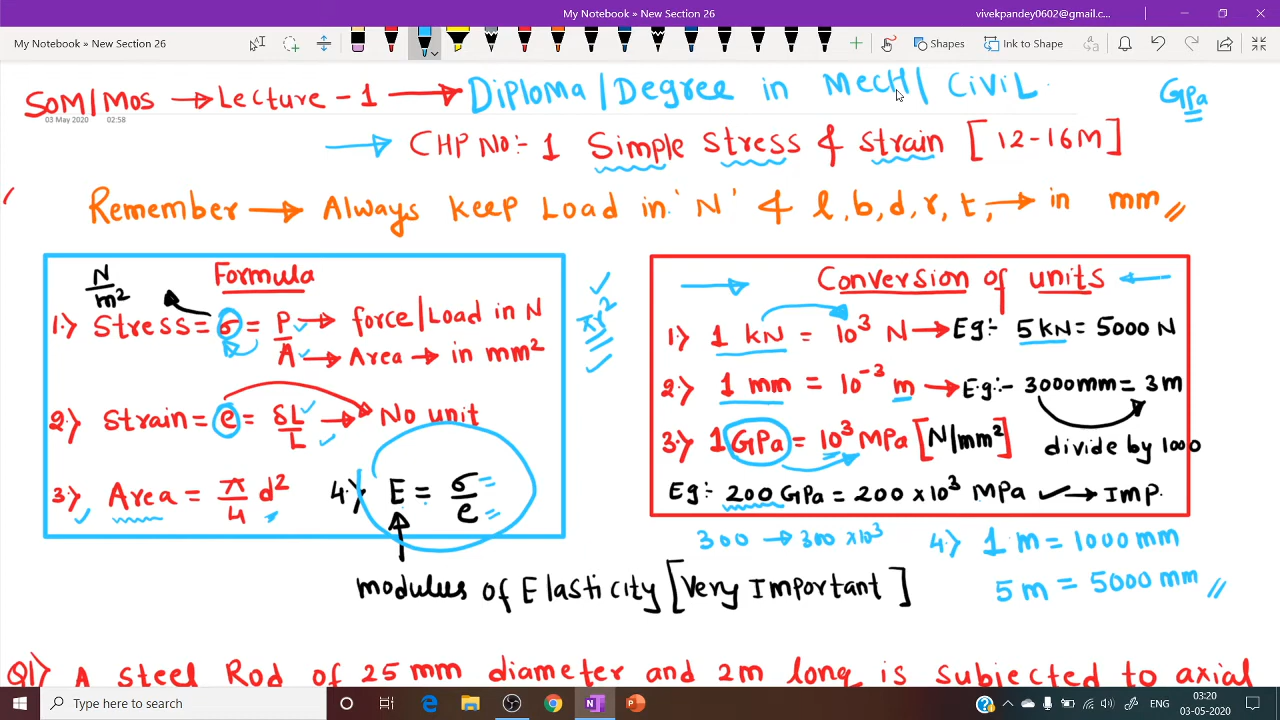 My Notebook » New Section 26
vivekpandey0602@gmail.c...
My Notebook » New Section 26
Shapes
Ink to Shape
SOM/MOS → Lecture - 1 → Diploma / Degree in MecH / CiViL
GPa
03 May 2020 02:58
→ CHP NO:- 1 Simple stress & strain [12-16M]
Remember → Always keep Load in 'N' & l, b, d, r, t, → in mm
Formula
N/m²
1.) Stress = σ = P/A
P → force/Load in N
A → Area → in mm²
πr²
2.) Strain = e = δL/L → No unit
3.) Area = π/4 d²
4.) E = σ/e
modulus of Elasticity [Very Important]
Conversion of units
1.) 1 kN = 10³ N → Eg:- 5 kN = 5000 N
2.) 1 mm = 10⁻³ m → Eg:- 3000mm = 3m
3.) 1 GPa = 10³ MPa [N/mm²]
divide by 1000
Eg:- 200 GPa = 200 × 10³ MPa → IMP.
300 → 300 × 10³
4.) 1 m = 1000 mm
5 m = 5000 mm
Q1) A steel Rod of 25 mm diameter and 2m long is subjected to axial
Type here to search
ENG
03:20
03-05-2020